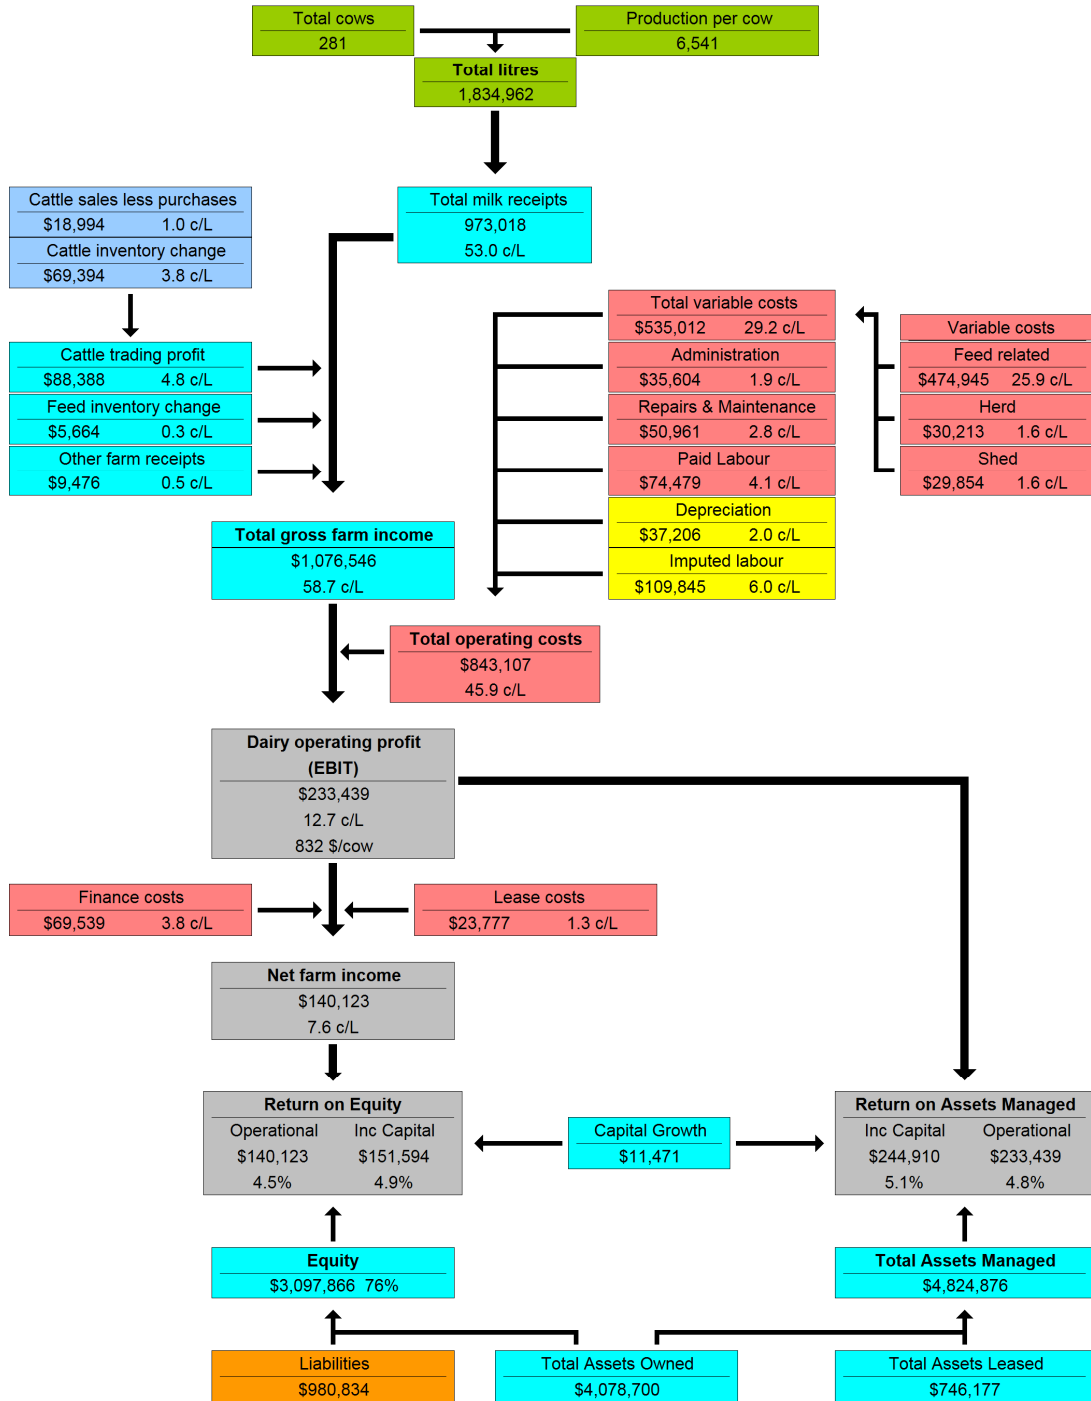 Total cows
281
Production per cow
6,541
Total litres
1,834,962
Cattle sales less purchases
$18,994 1.0 c/L
Cattle inventory change
$69,394 3.8 c/L
Total milk receipts
973,018
53.0 c/L
Cattle trading profit
$88,388 4.8 c/L
Feed inventory change
$5,664 0.3 c/L
Other farm receipts
$9,476 0.5 c/L
Total variable costs
$535,012 29.2 c/L
Administration
$35,604 1.9 c/L
Repairs & Maintenance
$50,961 2.8 c/L
Paid Labour
$74,479 4.1 c/L
Depreciation
$37,206 2.0 c/L
Imputed labour
$109,845 6.0 c/L
Variable costs
Feed related
$474,945 25.9 c/L
Herd
$30,213 1.6 c/L
Shed
$29,854 1.6 c/L
Total gross farm income
$1,076,546
58.7 c/L
Total operating costs
$843,107
45.9 c/L
Dairy operating profit
(EBIT)
$233,439
12.7 c/L
832 $/cow
Finance costs
$69,539 3.8 c/L
Lease costs
$23,777 1.3 c/L
Net farm income
$140,123
7.6 c/L
Return on Equity
Operational Inc Capital
$140,123 $151,594
4.5% 4.9%
Capital Growth
$11,471
Return on Assets Managed
Inc Capital Operational
$244,910 $233,439
5.1% 4.8%
Equity
$3,097,866 76%
Total Assets Managed
$4,824,876
Liabilities
$980,834
Total Assets Owned
$4,078,700
Total Assets Leased
$746,177